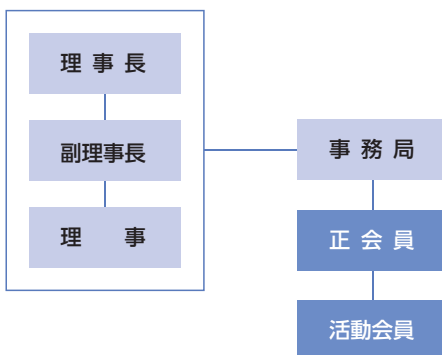 理事長
副理事長
理　事
事務局
正会員
活動会員